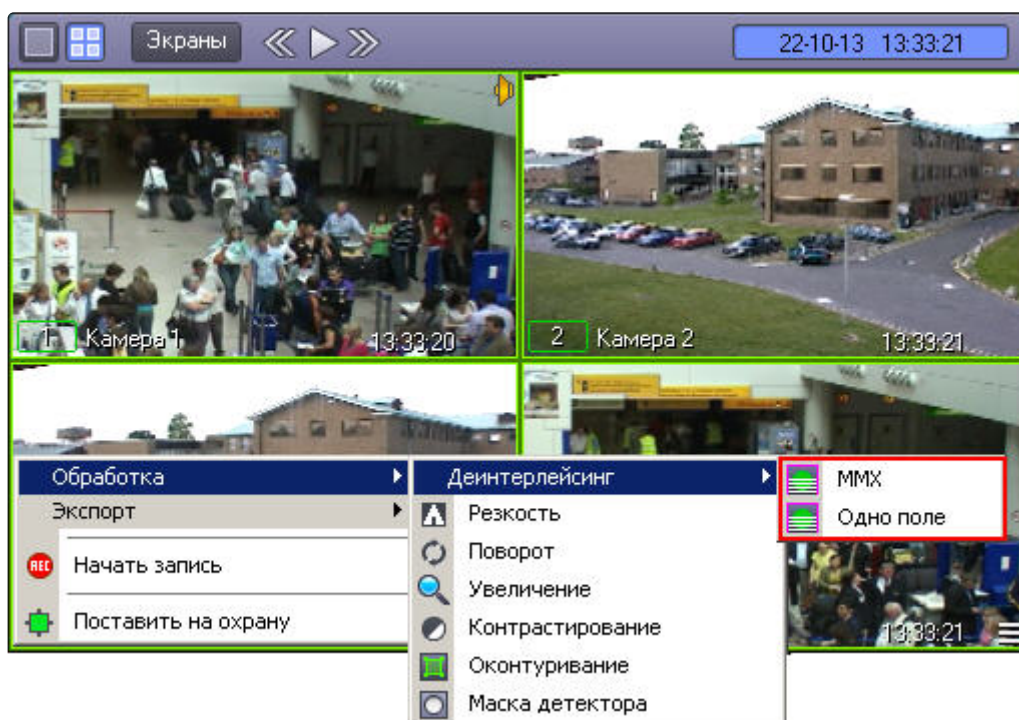 Экраны
22-10-13 13:33:21
1 Камера 1 13:33:20
2 Камера 2 13:33:21
Обработка
Экспорт
REC Начать запись
Поставить на охрану
Деинтерлейсинг
Резкость
Поворот
Увеличение
Контрастирование
Оконтуривание
Маска детектора
MMX
Одно поле
13:33:21